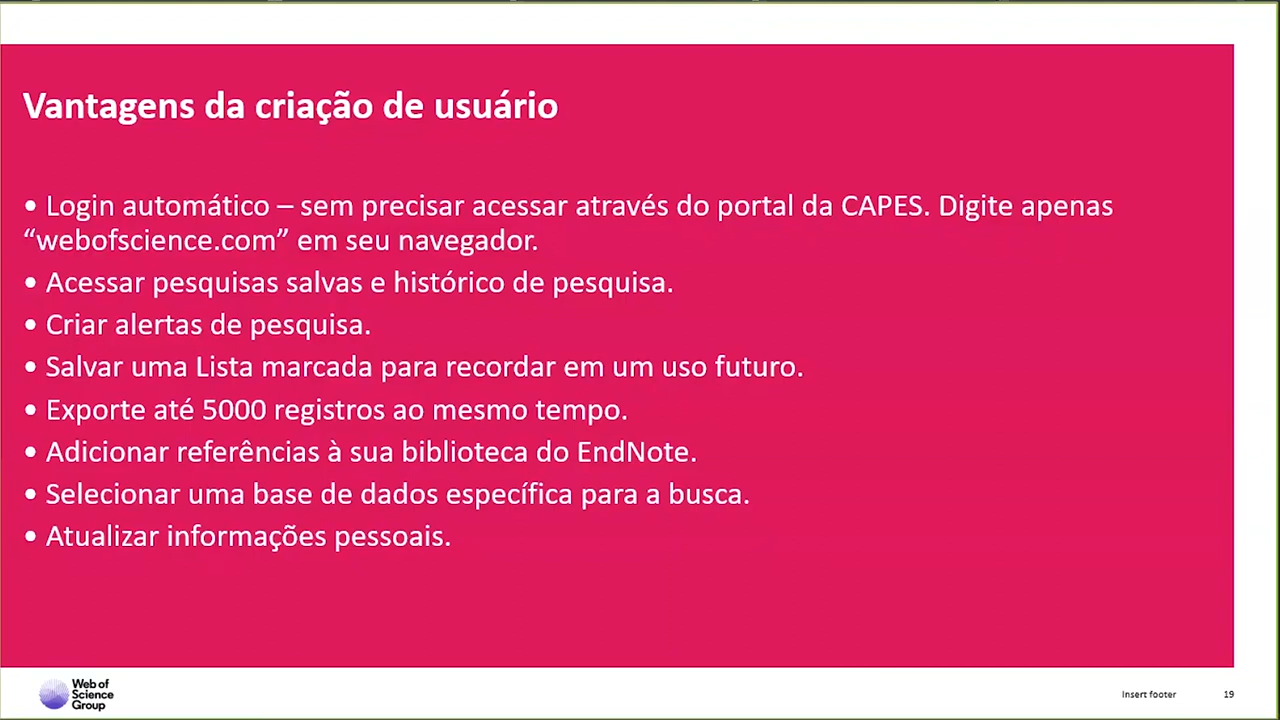 Vantagens da criação de usuário
• Login automático – sem precisar acessar através do portal da CAPES. Digite apenas
“webofscience.com” em seu navegador.
• Acessar pesquisas salvas e histórico de pesquisa.
• Criar alertas de pesquisa.
• Salvar uma Lista marcada para recordar em um uso futuro.
• Exporte até 5000 registros ao mesmo tempo.
• Adicionar referências à sua biblioteca do EndNote.
• Selecionar uma base de dados específica para a busca.
• Atualizar informações pessoais.
Web of
Science
Group
Insert footer
19